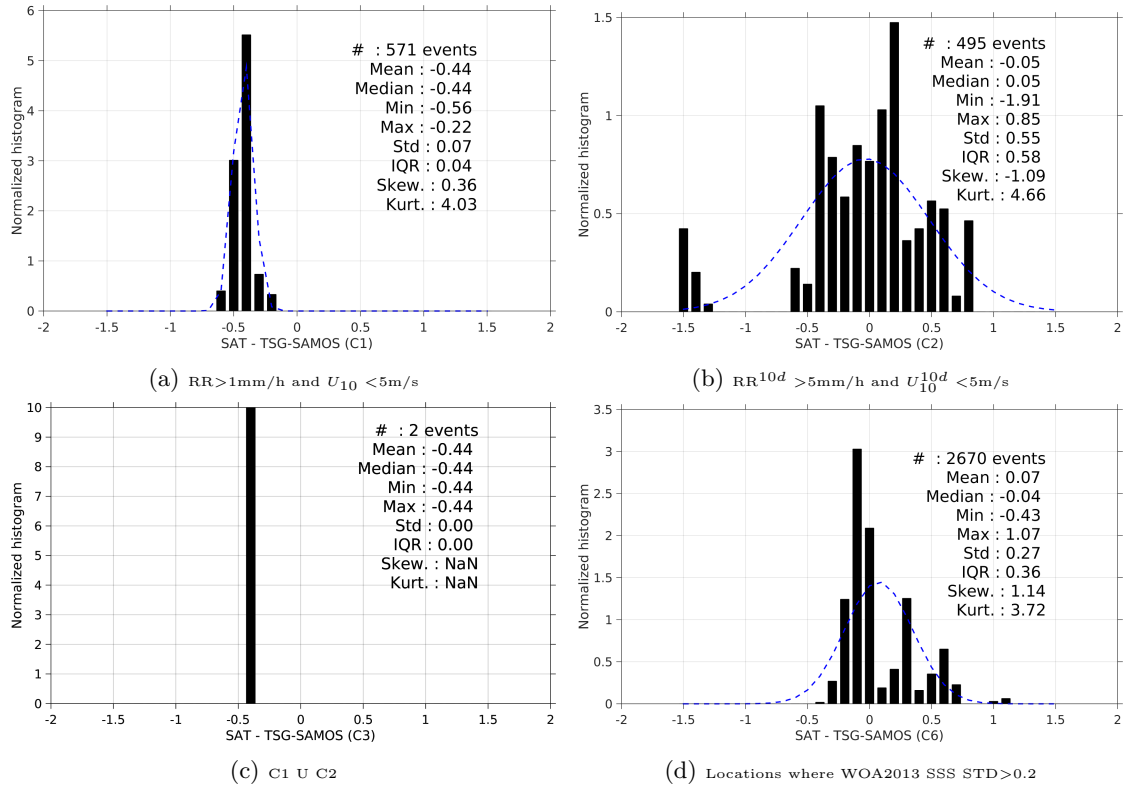 6
5
4
3
2
1
0
Normalized histogram
# : 571 events
Mean : -0.44
Median : -0.44
Min : -0.56
Max : -0.22
Std : 0.07
IQR : 0.04
Skew. : 0.36
Kurt. : 4.03
-2 -1.5 -1 -0.5 0 0.5 1 1.5 2
SAT - TSG-SAMOS (C1)
(a) RR>1mm/h and U10 <5m/s
1.5
1
0.5
0
Normalized histogram
# : 495 events
Mean : -0.05
Median : 0.05
Min : -1.91
Max : 0.85
Std : 0.55
IQR : 0.58
Skew. : -1.09
Kurt. : 4.66
-2 -1.5 -1 -0.5 0 0.5 1 1.5 2
SAT - TSG-SAMOS (C2)
(b) RR^{10d} >5mm/h and U_{10}^{10d} <5m/s
10
9
8
7
6
5
4
3
2
1
0
Normalized histogram
# : 2 events
Mean : -0.44
Median : -0.44
Min : -0.44
Max : -0.44
Std : 0.00
IQR : 0.00
Skew. : NaN
Kurt. : NaN
-2 -1.5 -1 -0.5 0 0.5 1 1.5 2
SAT - TSG-SAMOS (C3)
(c) C1 U C2
3.5
3
2.5
2
1.5
1
0.5
0
Normalized histogram
# : 2670 events
Mean : 0.07
Median : -0.04
Min : -0.43
Max : 1.07
Std : 0.27
IQR : 0.36
Skew. : 1.14
Kurt. : 3.72
-2 -1.5 -1 -0.5 0 0.5 1 1.5 2
SAT - TSG-SAMOS (C6)
(d) Locations where WOA2013 SSS STD>0.2